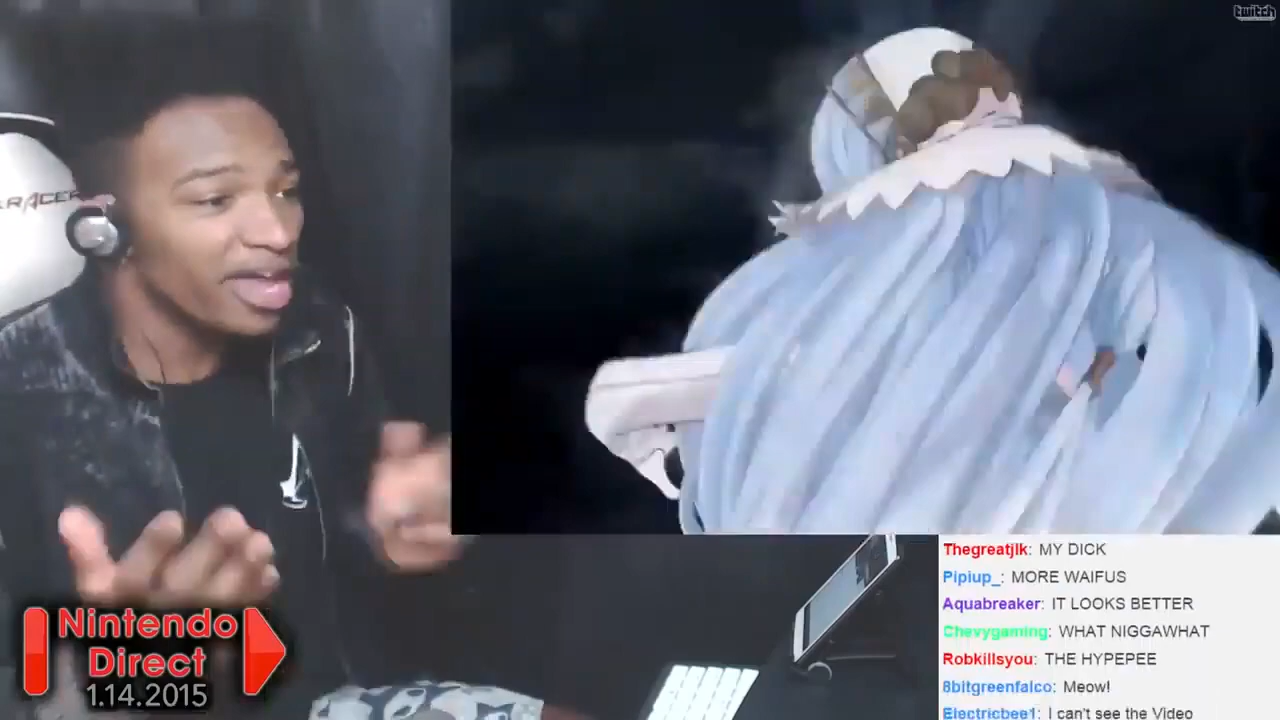 twitch
RACER
Nintendo
Direct
1.14.2015
Thegreatjlk: MY DICK
Pipiup_: MORE WAIFUS
Aquabreaker: IT LOOKS BETTER
Chevygaming: WHAT NIGGAWHAT
Robkillsyou: THE HYPEPEE
8bitgreenfalco: Meow!
Electricbee1: I can't see the Video